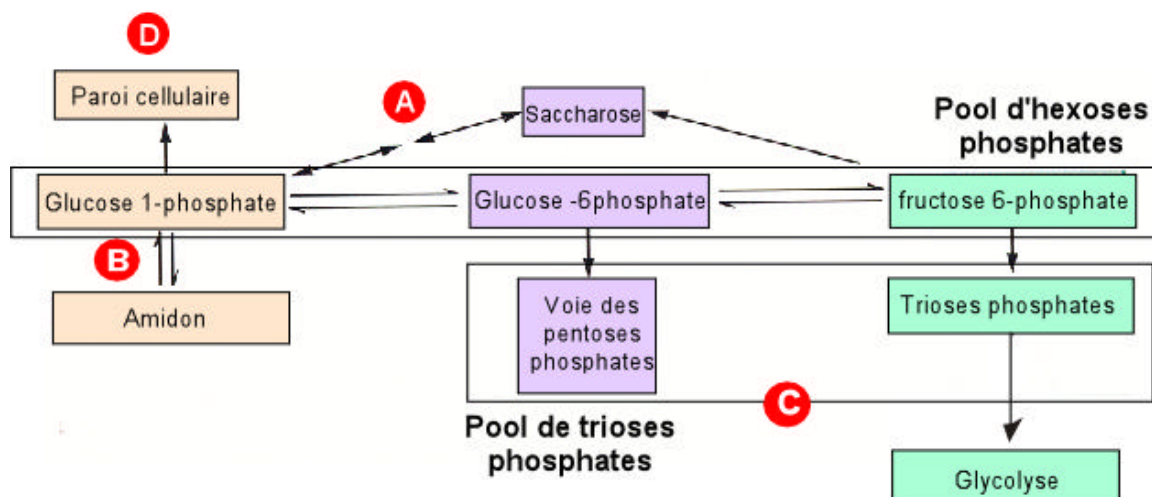 D
Paroi cellulaire
A
Saccharose
Pool d'hexoses
phosphates
Glucose 1-phosphate
Glucose -6phosphate
fructose 6-phosphate
B
Amidon
Voie des
pentoses
phosphates
Trioses phosphates
C
Pool de trioses
phosphates
Glycolyse